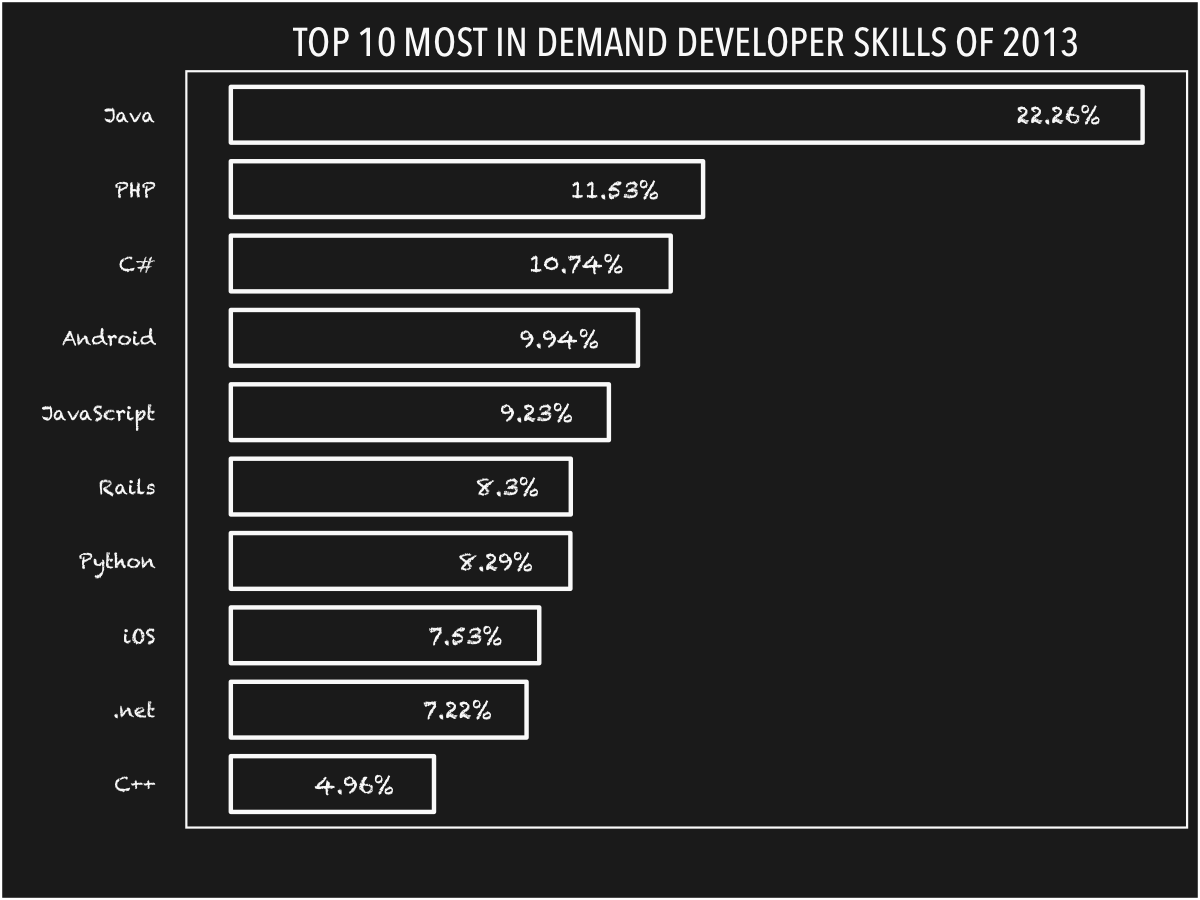 TOP 10 MOST IN DEMAND DEVELOPER SKILLS OF 2013
Java 22.26%
PHP 11.53%
C# 10.74%
Android 9.94%
JavaScript 9.23%
Rails 8.3%
Python 8.29%
iOS 7.53%
.net 7.22%
C++ 4.96%